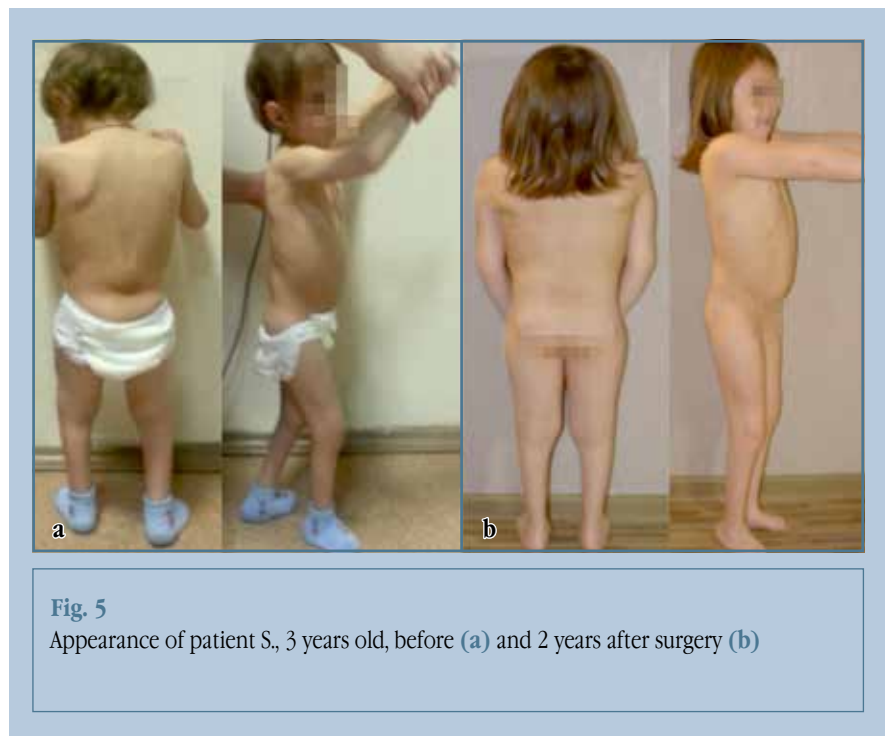 a
b
Fig. 5
Appearance of patient S., 3 years old, before (a) and 2 years after surgery (b)